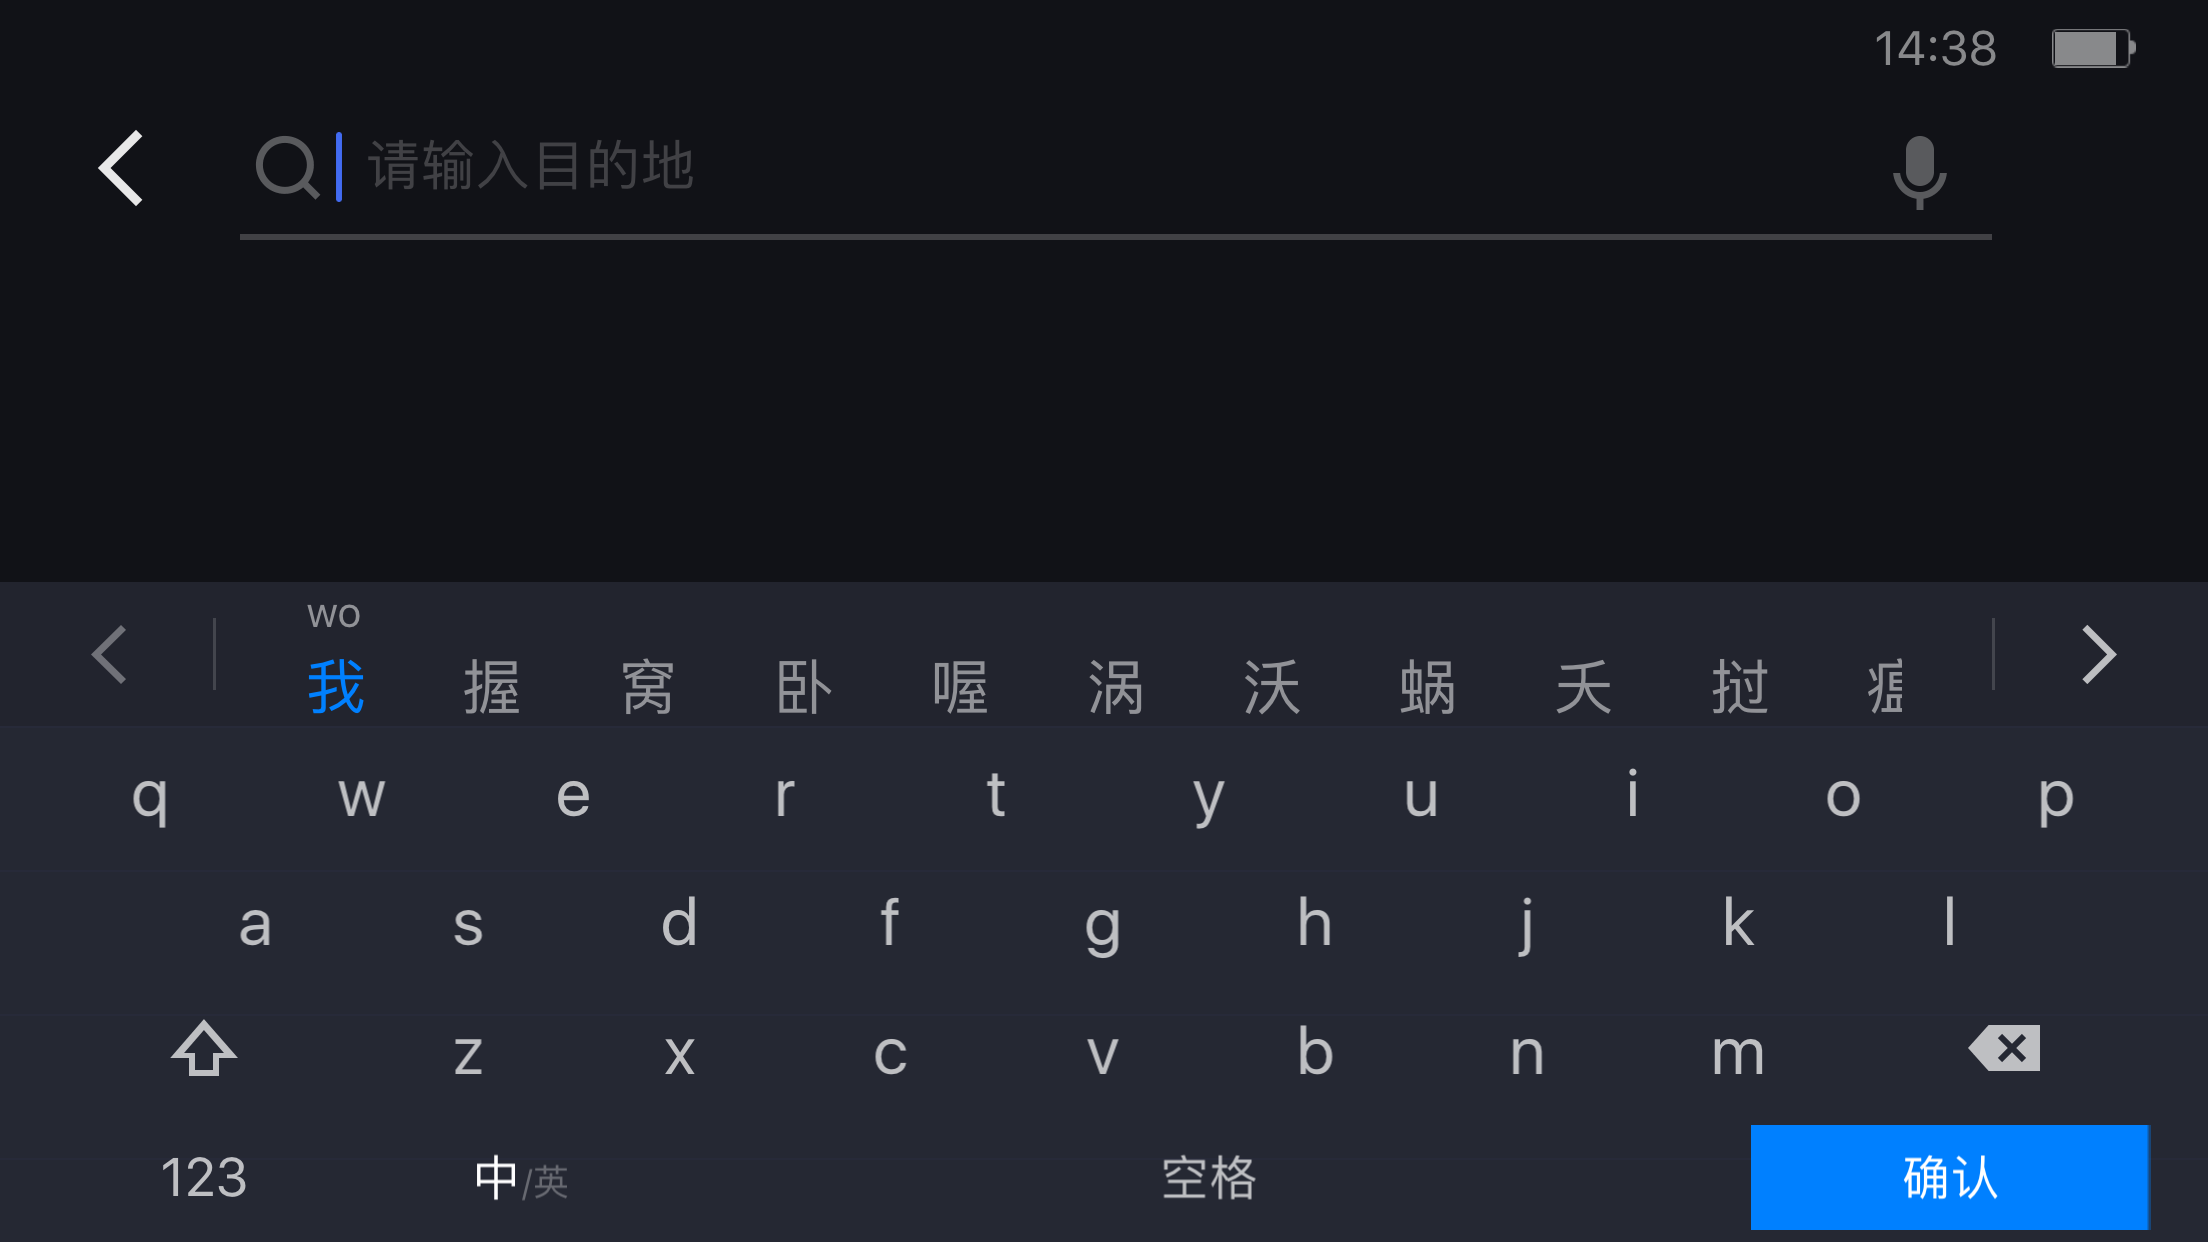 14:38
请输入目的地
wo
我 握 窝 卧 喔 涡 沃 蜗 夭 挝
q w e r t y u i o p
a s d f g h j k l
z x c v b n m
123 中/英 空格 确认